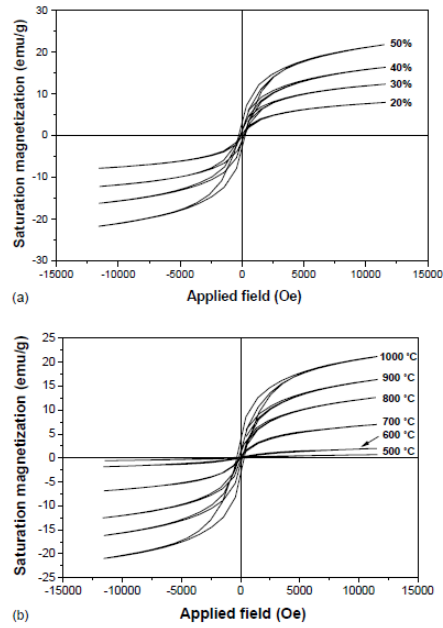 30
20
10
0
-10
-20
-30
50%
40%
30%
20%
-15000 -10000 -5000 0 5000 10000 15000
Saturation magnetization (emu/g)
Applied field (Oe)
(a)
25
20
15
10
5
0
-5
-10
-15
-20
-25
1000 °C
900 °C
800 °C
700 °C
600 °C
500 °C
-15000 -10000 -5000 0 5000 10000 15000
Saturation magnetization (emu/g)
Applied field (Oe)
(b)